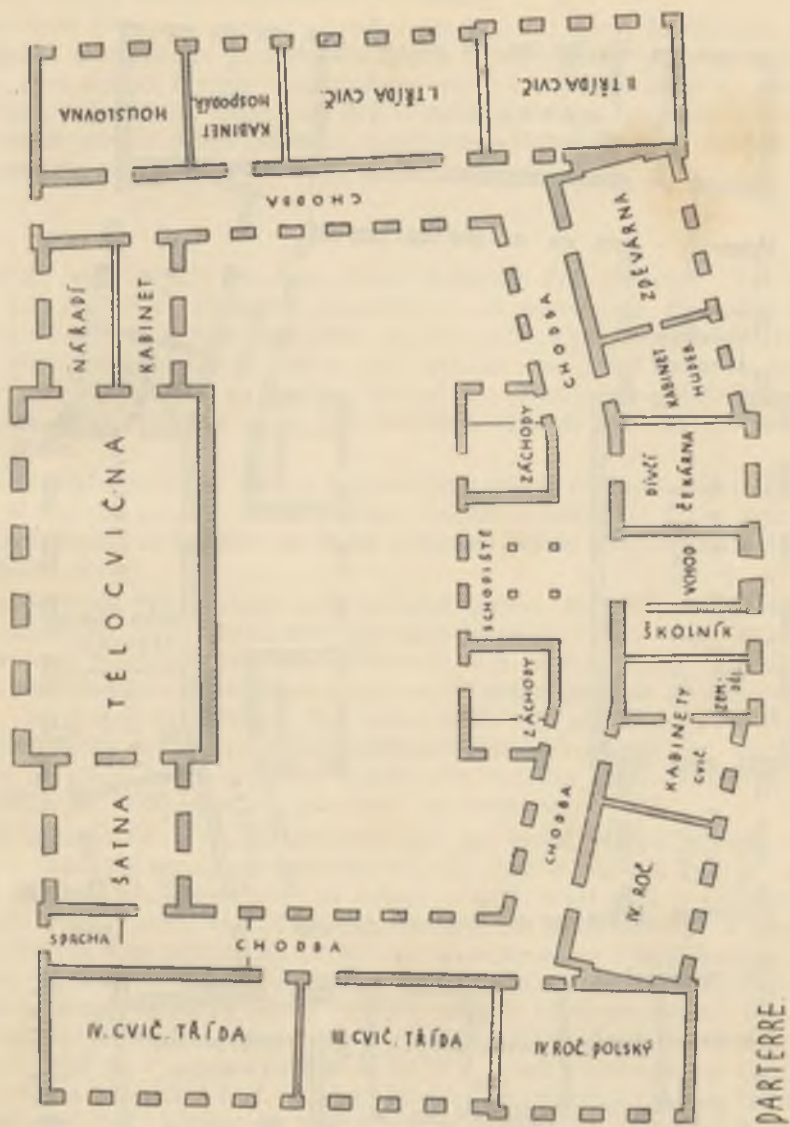 HOUSLOVNA
KABINET
HOSPODÁŘ.
I. TŘÍDA CVIČ.
II. TŘÍDA CVIČ.
CHODBA
NÁŘADÍ
KABINET
ZPĚVÁRNA
CHODBA
KABINET
HUDEB
TĚLOCVIČNA
ZÁCHODY
DÍVČÍ
ČEKÁRNA
SCHODIŠTĚ
VCHOD
ŠKOLNÍK
ZÁCHODY
KABINETY
ZEM.
DĚJ.
CVIČ
CHODBA
ŠATNA
IV. ROČ.
SPRCHA
CHODBA
IV. CVIČ. TŘÍDA
III. CVIČ. TŘÍDA
IV. ROČ. POLSKÝ
PARTERRE.